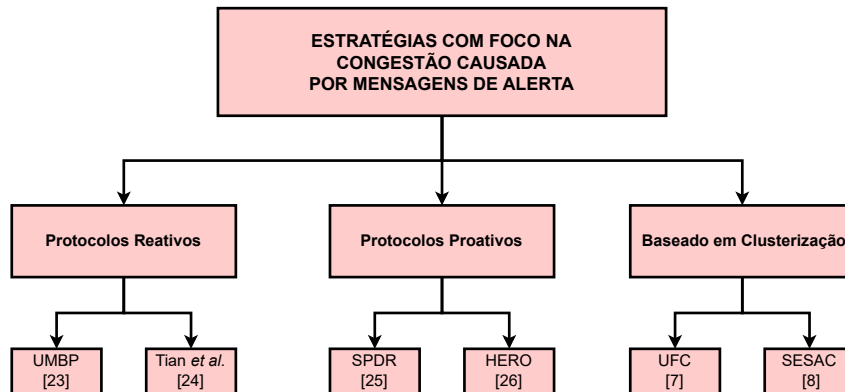 ESTRATÉGIAS COM FOCO NA
CONGESTÃO CAUSADA
POR MENSAGENS DE ALERTA
Protocolos Reativos
Protocolos Proativos
Baseado em Clusterização
UMBP
[23]
Tian et al.
[24]
SPDR
[25]
HERO
[26]
UFC
[7]
SESAC
[8]